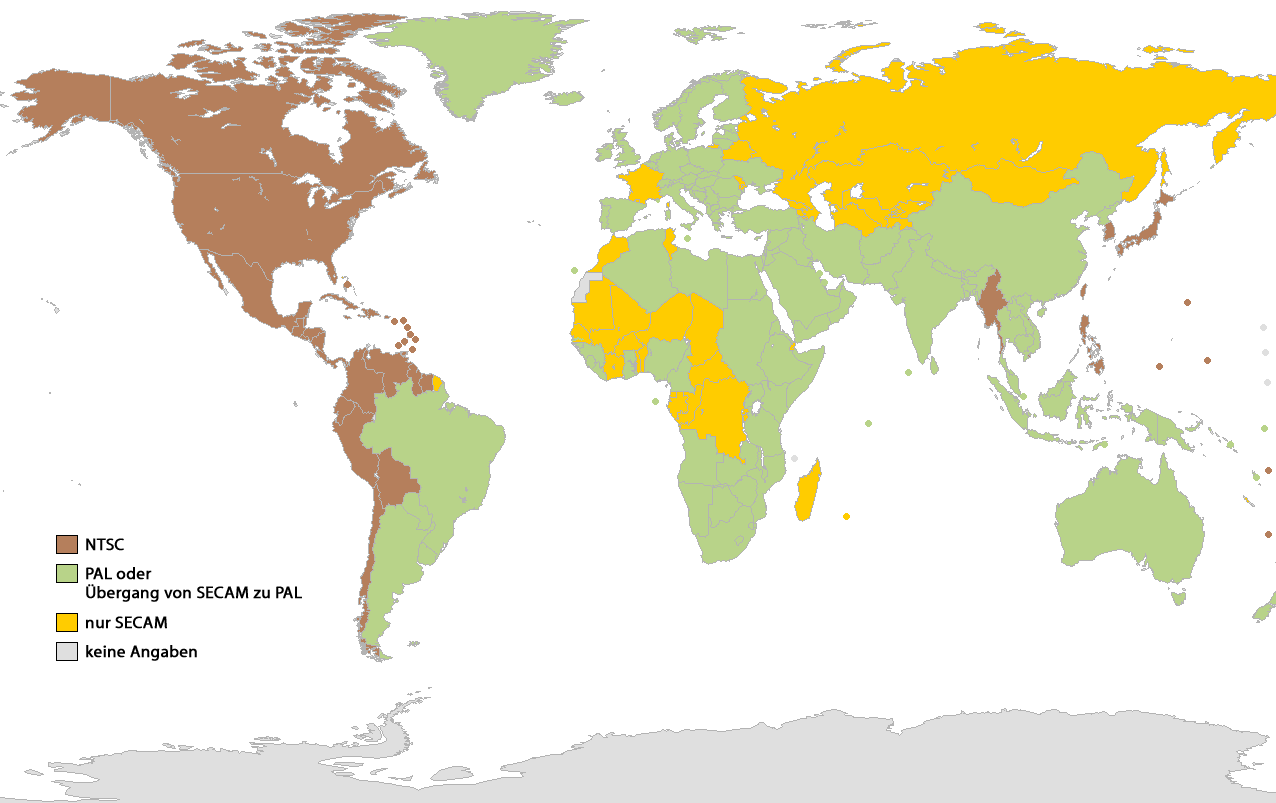 NTSC
PAL oder
Übergang von SECAM zu PAL
nur SECAM
keine Angaben